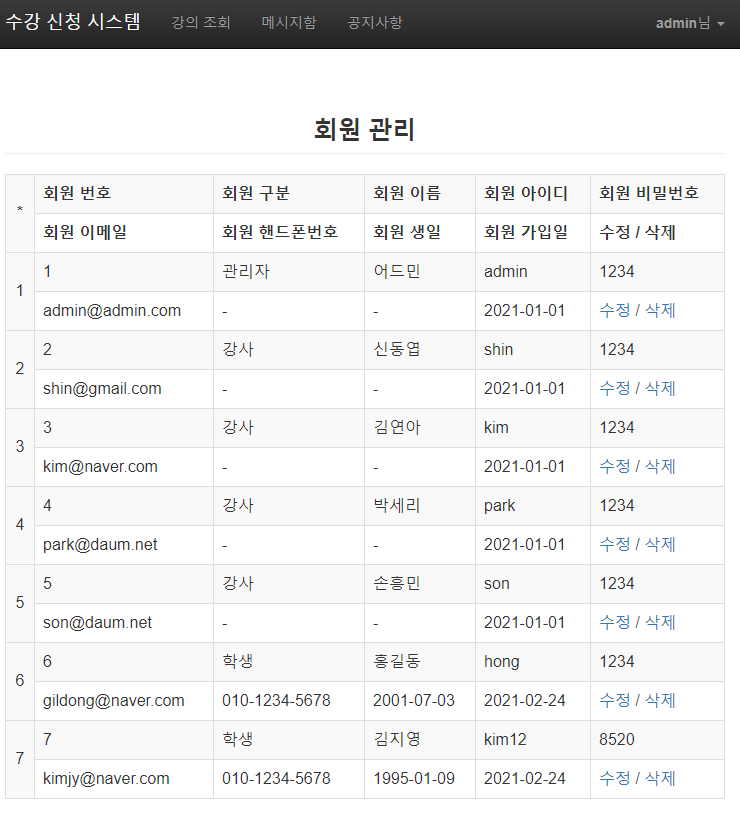 수강 신청 시스템 강의 조회 메시지함 공지사항 admin님
회원 관리
회원 번호 회원 구분 회원 이름 회원 아이디 회원 비밀번호
*
회원 이메일 회원 핸드폰번호 회원 생일 회원 가입일 수정 / 삭제
1 관리자 어드민 admin 1234
1
admin@admin.com - - 2021-01-01 수정 / 삭제
2 강사 신동엽 shin 1234
2
shin@gmail.com - - 2021-01-01 수정 / 삭제
3 강사 김연아 kim 1234
3
kim@naver.com - - 2021-01-01 수정 / 삭제
4 강사 박세리 park 1234
4
park@daum.net - - 2021-01-01 수정 / 삭제
5 강사 손흥민 son 1234
5
son@daum.net - - 2021-01-01 수정 / 삭제
6 학생 홍길동 hong 1234
6
gildong@naver.com 010-1234-5678 2001-07-03 2021-02-24 수정 / 삭제
7 학생 김지영 kim12 8520
7
kimjy@naver.com 010-1234-5678 1995-01-09 2021-02-24 수정 / 삭제